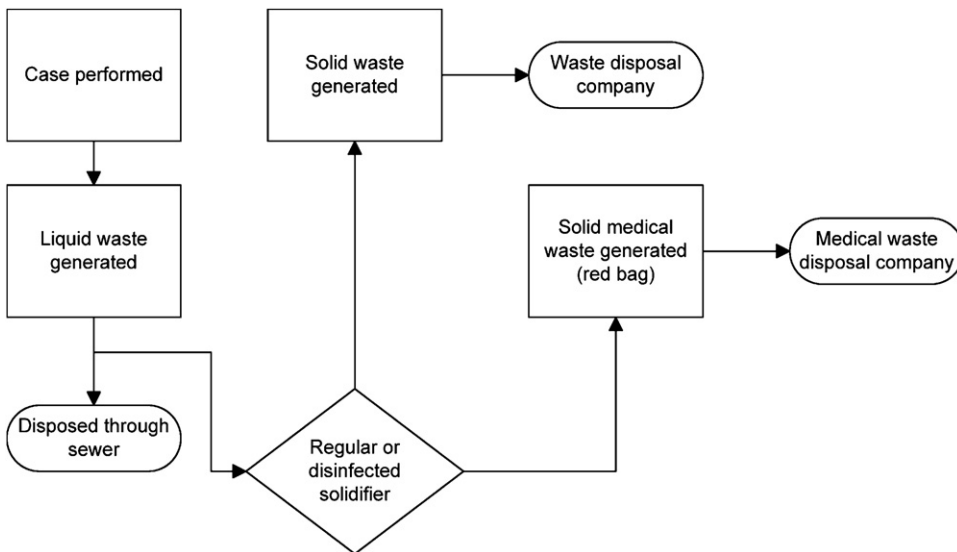 Case performed
Solid waste
generated
Waste disposal
company
Liquid waste
generated
Solid medical
waste generated
(red bag)
Medical waste
disposal company
Disposed through
sewer
Regular or
disinfected
solidifier